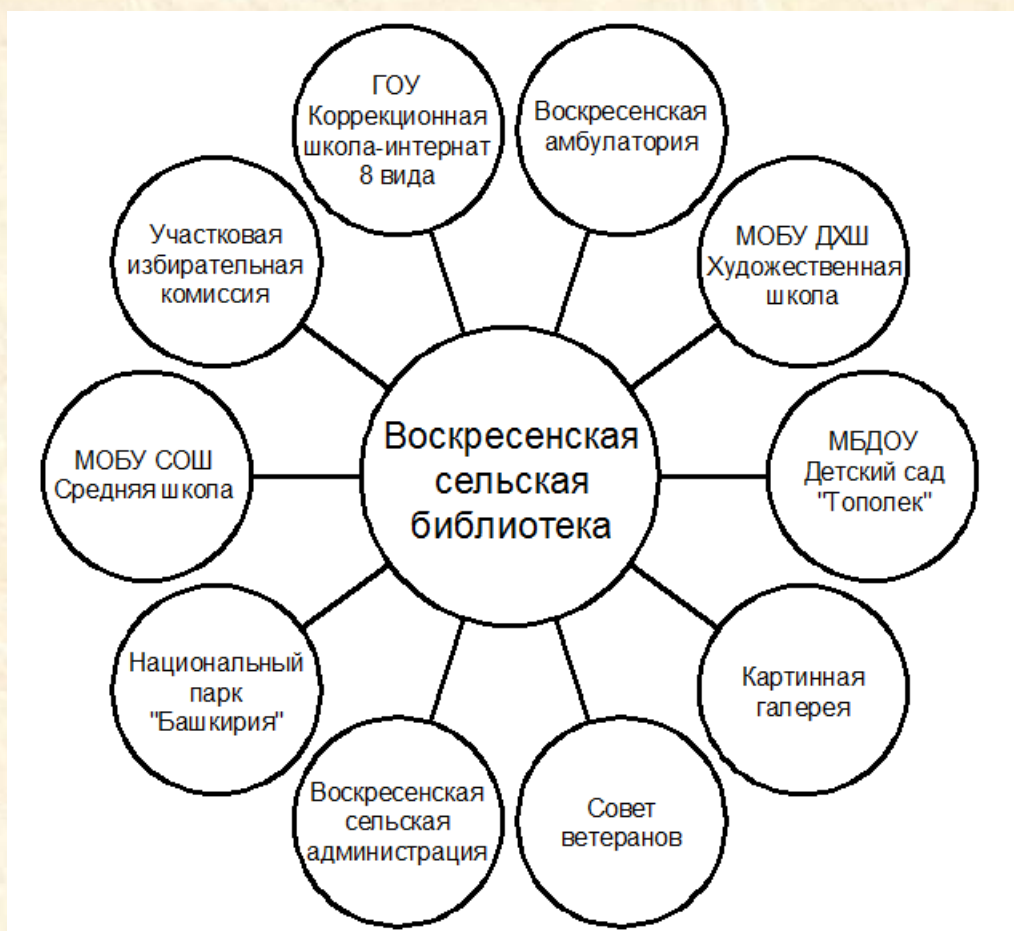 ГОУ
Коррекционная
школа-интернат
8 вида
Воскресенская
амбулатория
МОБУ ДХШ
Художественная
школа
МБДОУ
Детский сад
"Тополек"
Картинная
галерея
Совет
ветеранов
Воскресенская
сельская
администрация
Национальный
парк
"Башкирия"
МОБУ СОШ
Средняя школа
Участковая
избирательная
комиссия
Воскресенская
сельская
библиотека